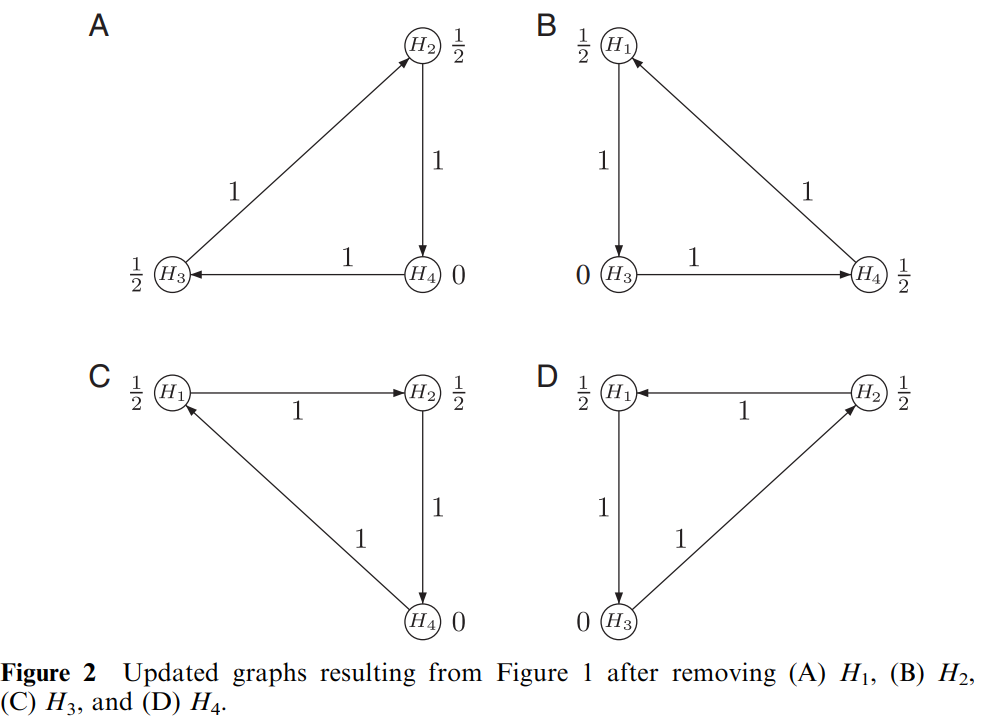 A
H2 1/2
1
1
1
1/2 H3
H4 0
B
1/2 H1
1
1
1
0 H3
H4 1/2
C
1/2 H1
H2 1/2
1
1
1
H4 0
D
1/2 H1
H2 1/2
1
1
1
0 H3
Figure 2 Updated graphs resulting from Figure 1 after removing (A) H1, (B) H2,
(C) H3, and (D) H4.